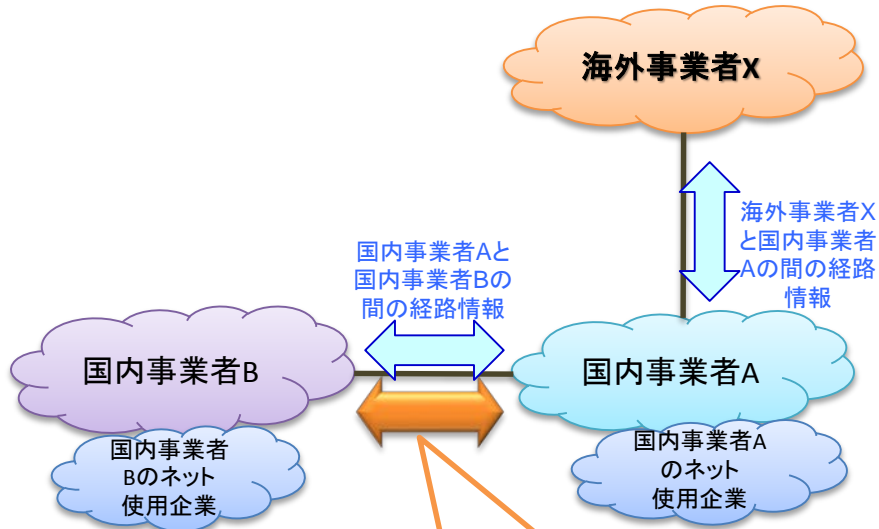 海外事業者X
海外事業者X
と国内事業者
Aの間の経路
情報
国内事業者Aと
国内事業者Bの
間の経路情報
国内事業者B
国内事業者A
国内事業者
Bのネット
使用企業
国内事業者A
のネット
使用企業